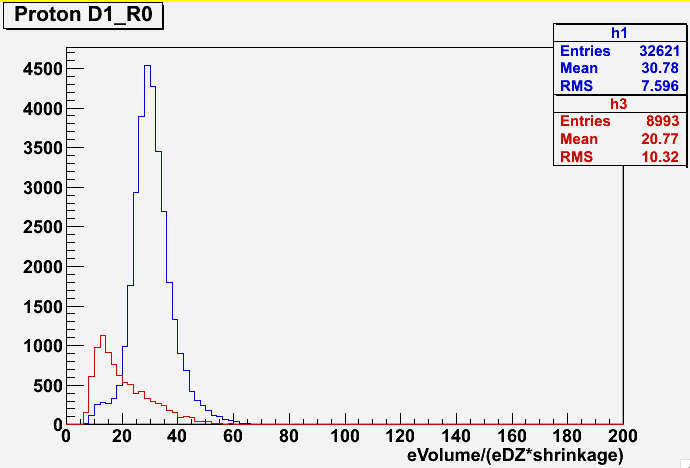 Proton D1_R0
h1
Entries 32621
Mean 30.78
RMS 7.596
h3
Entries 8993
Mean 20.77
RMS 10.32
4500
4000
3500
3000
2500
2000
1500
1000
500
0
0 20 40 60 80 100 120 140 160 180 200
eVolume/(eDZ*shrinkage)